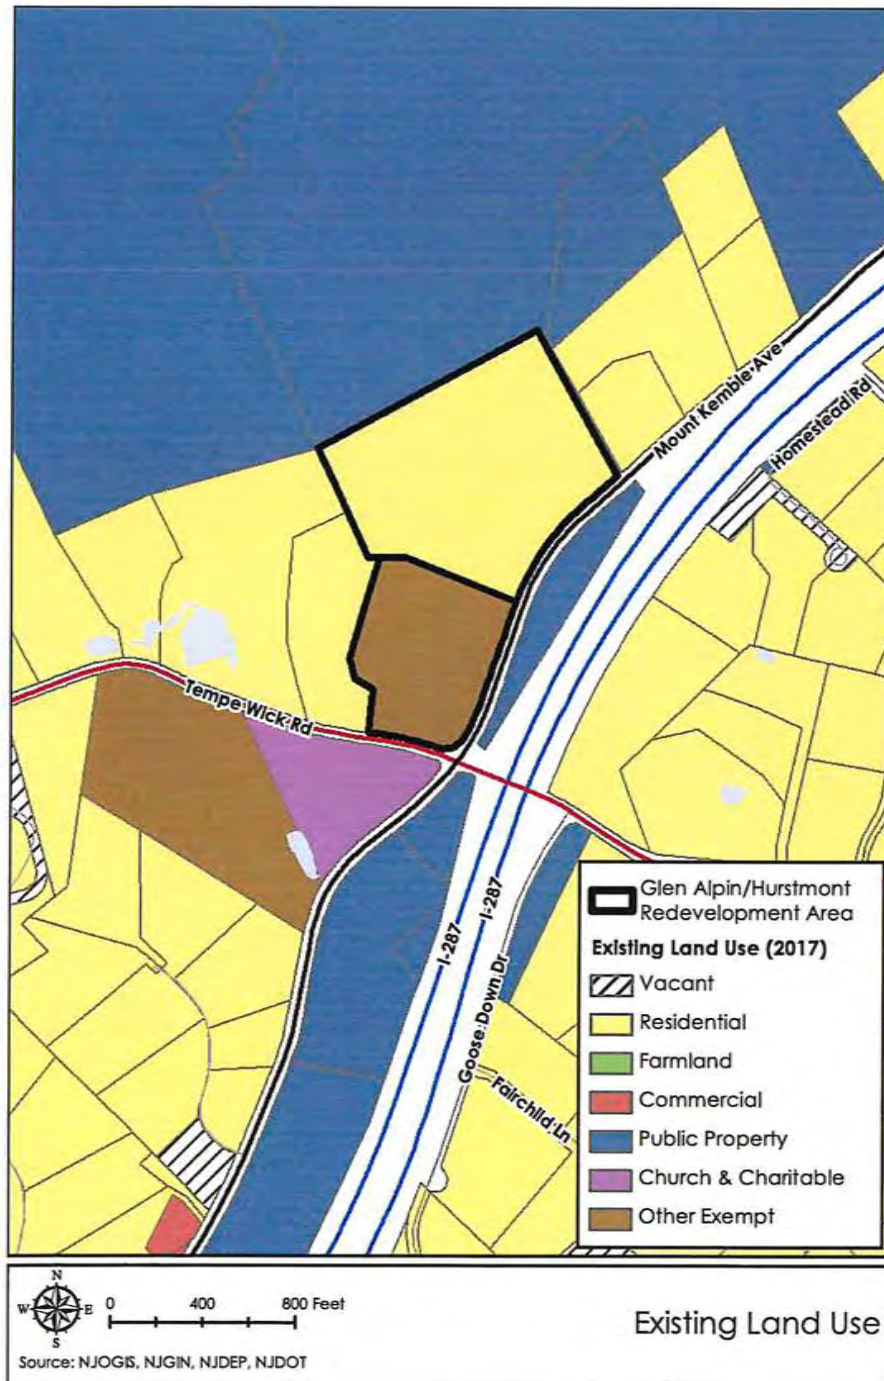 Mount Kemble Ave
Homestead Rd
Tempe Wick Rd
I-287
I-287
Goose Down Dr
Fairchild Ln
Glen Alpin/Hurstmont
Redevelopment Area
Existing Land Use (2017)
Vacant
Residential
Farmland
Commercial
Public Property
Church & Charitable
Other Exempt
N
W E
S
0 400 800 Feet
Existing Land Use
Source: NJOGIS, NJGIN, NJDEP, NJDOT